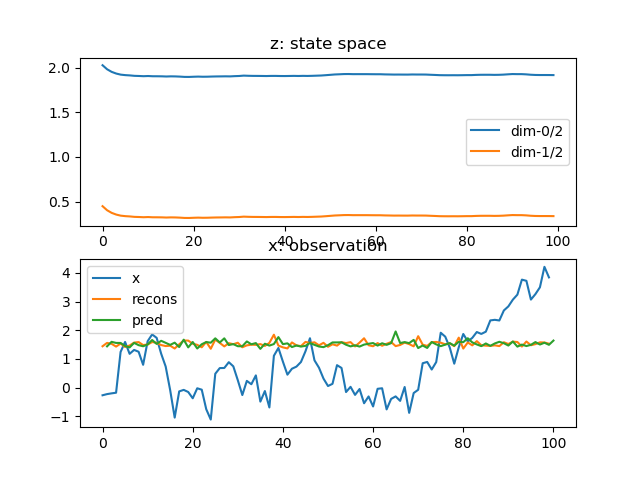 z: state space
2.0
1.5
1.0
0.5
dim-0/2
dim-1/2
0 20 40 60 80 100
x: observation
4
3
2
1
0
−1
x
recons
pred
0 20 40 60 80 100